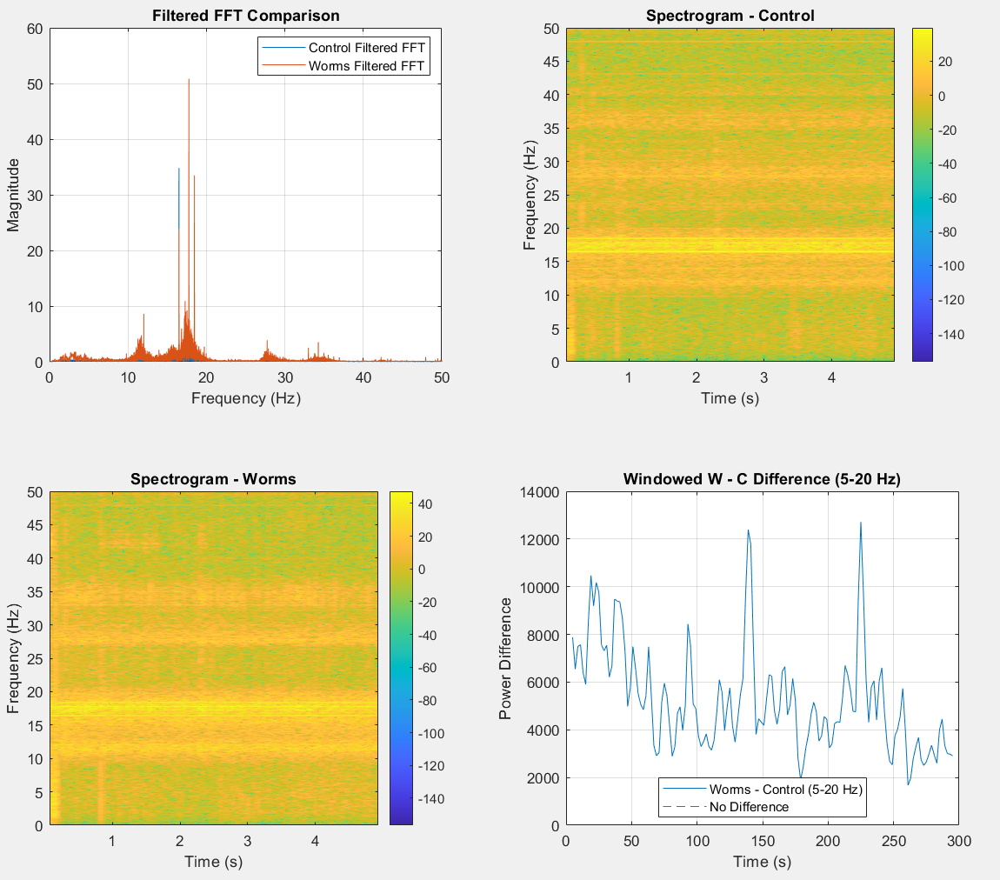 Filtered FFT Comparison
60
50
40
30
20
10
0
Magnitude
Control Filtered FFT
Worms Filtered FFT
0 10 20 30 40 50
Frequency (Hz)
Spectrogram - Control
50
45
40
35
30
25
20
15
10
5
0
Frequency (Hz)
1 2 3 4
Time (s)
20
0
-20
-40
-60
-80
-100
-120
-140
Spectrogram - Worms
50
45
40
35
30
25
20
15
10
5
0
Frequency (Hz)
1 2 3 4
Time (s)
40
20
0
-20
-40
-60
-80
-100
-120
-140
Windowed W - C Difference (5-20 Hz)
14000
12000
10000
8000
6000
4000
2000
0
Power Difference
Worms - Control (5-20 Hz)
No Difference
0 50 100 150 200 250 300
Time (s)